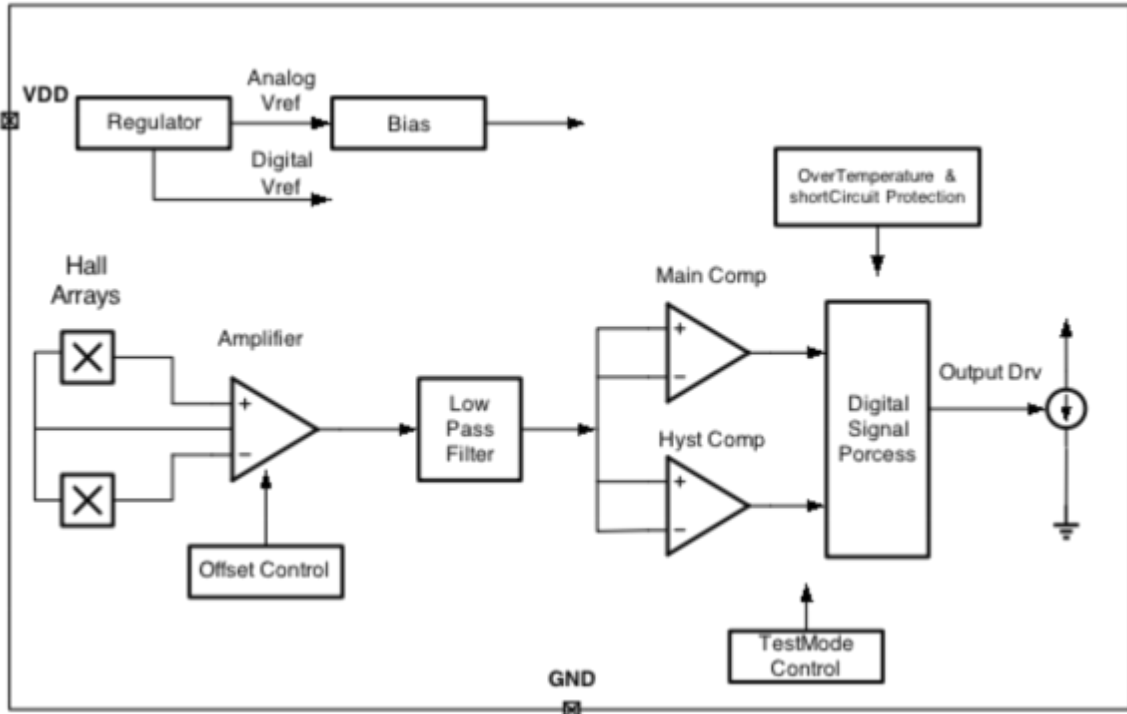 VDD
Analog
Vref
Regulator
Bias
Digital
Vref
OverTemperature &
shortCircuit Protection
Hall
Arrays
Main Comp
Amplifier
+
−
Low
Pass
Filter
+
−
Hyst Comp
+
−
Digital
Signal
Porcess
Output Drv
Offset Control
TestMode
Control
GND